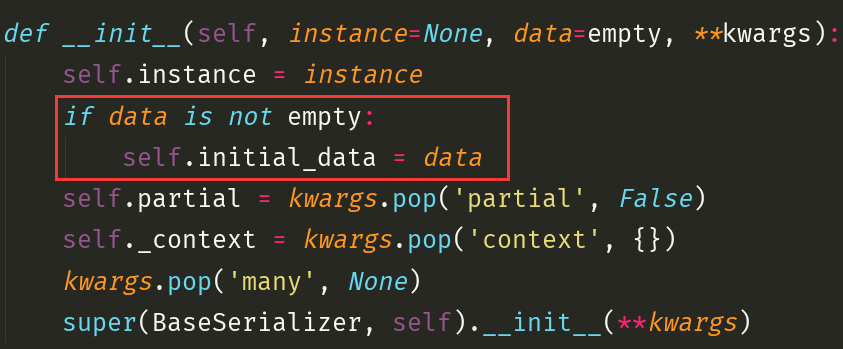 def __init__(self, instance=None, data=empty, **kwargs):
    self.instance = instance
    if data is not empty:
        self.initial_data = data
    self.partial = kwargs.pop('partial', False)
    self._context = kwargs.pop('context', {})
    kwargs.pop('many', None)
    super(BaseSerializer, self).__init__(**kwargs)